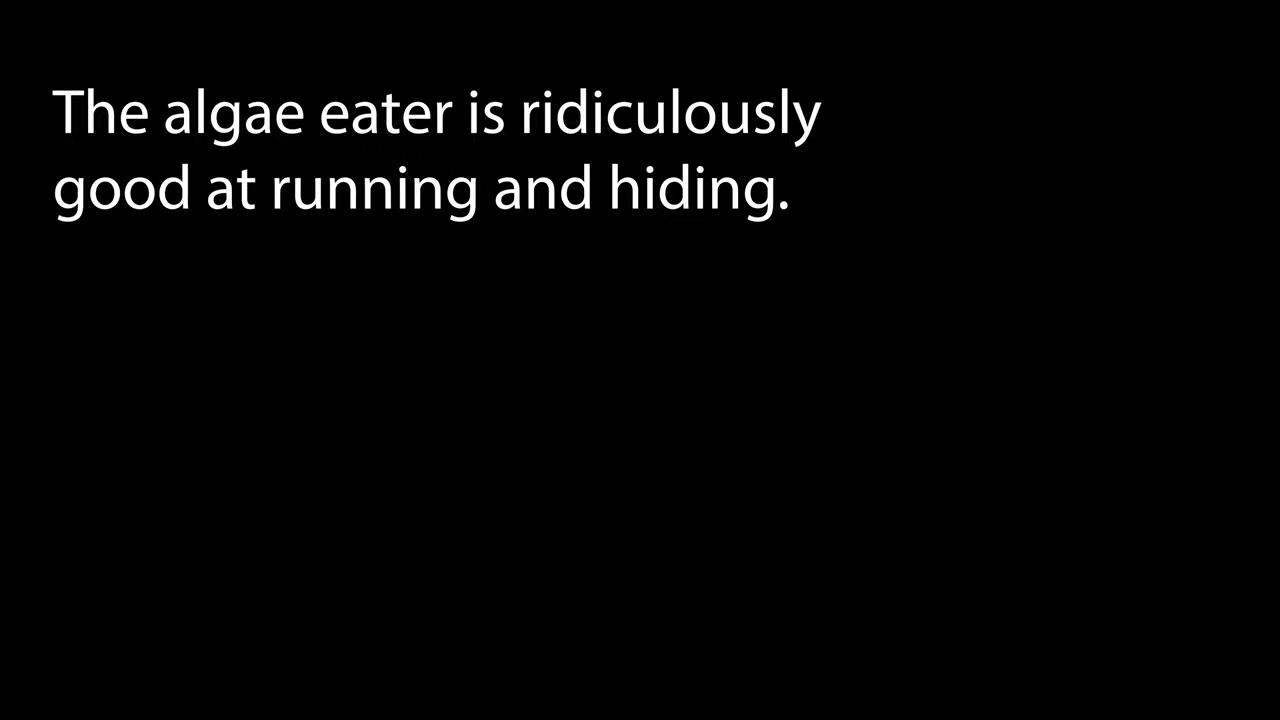 The algae eater is ridiculously
good at running and hiding.